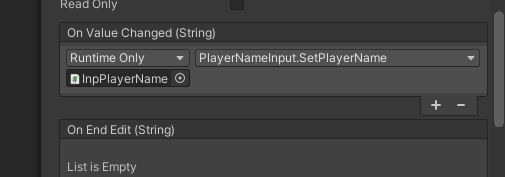 Read Only
On Value Changed (String)
Runtime Only PlayerNameInput.SetPlayerName
InpPlayerName
+ −
On End Edit (String)
List is Empty